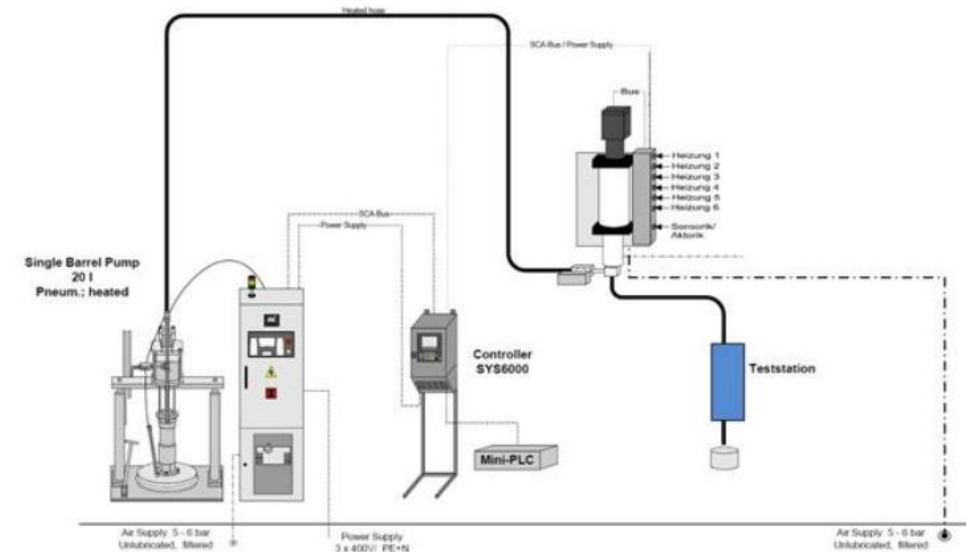 Heated hose
SCA-Bus / Power Supply
Bus
Heizung 1
Heizung 2
Heizung 3
Heizung 4
Heizung 5
Heizung 6
Sensorik/
Aktorik
SCA-Bus
Power Supply
Single Barrel Pump
20 l
Pneum.; heated
Controller
SYS6000
Teststation
Mini-PLC
Air Supply 5 - 6 bar
Unlubricated, filtered
Power Supply
3 x 400V/ PE+N
Air Supply 5 - 6 bar
Unlubricated, filtered